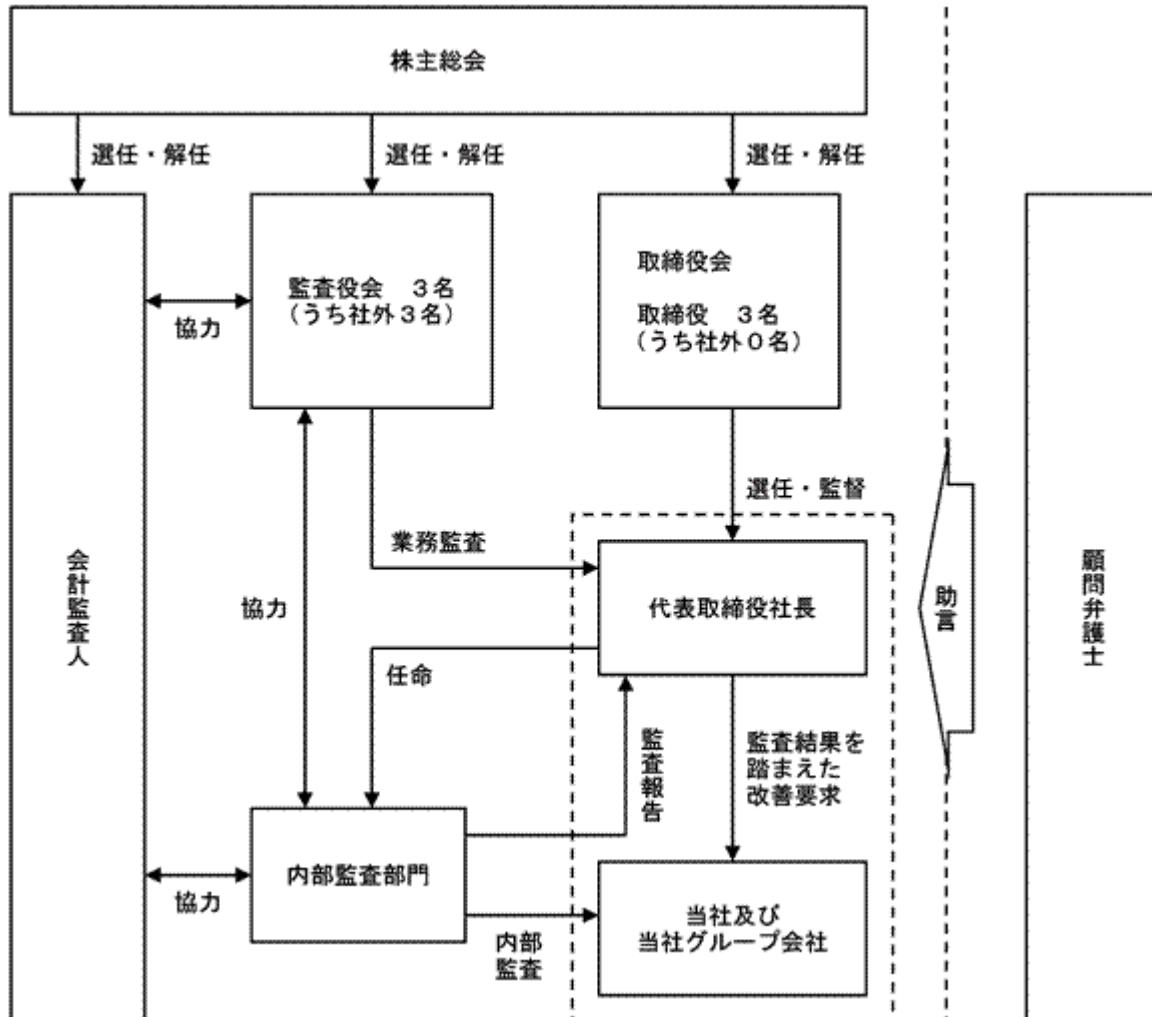 株主総会
選任・解任
選任・解任
選任・解任
監査役会　３名
（うち社外３名）
取締役会
取締役　３名
（うち社外０名）
協力
選任・監督
業務監査
会計監査人
協力
代表取締役社長
助言
顧問弁護士
任命
監査報告
監査結果を
踏まえた
改善要求
内部監査部門
協力
内部
監査
当社及び
当社グループ会社